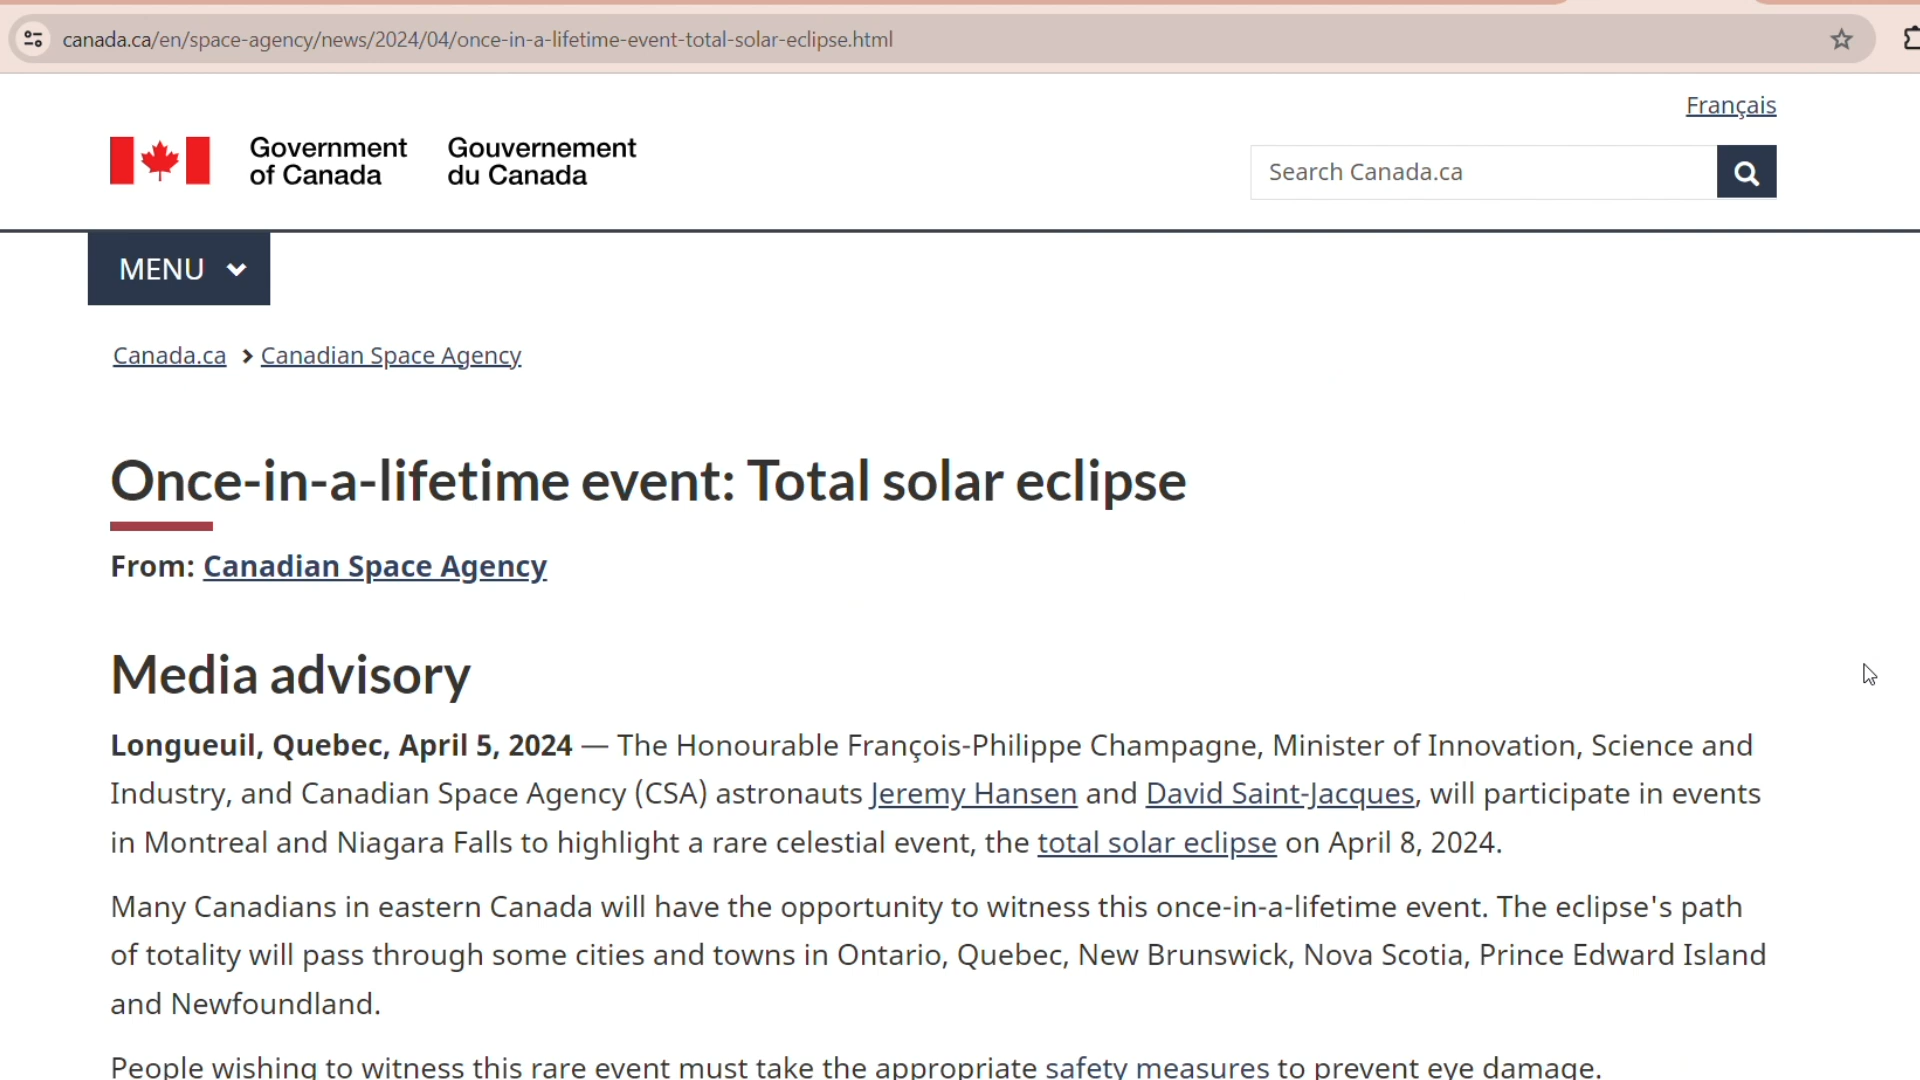 canada.ca/en/space-agency/news/2024/04/once-in-a-lifetime-event-total-solar-eclipse.html
Français
Government of Canada
Gouvernement du Canada
Search Canada.ca
MENU
Canada.ca > Canadian Space Agency
Once-in-a-lifetime event: Total solar eclipse
From: Canadian Space Agency
Media advisory
Longueuil, Quebec, April 5, 2024 — The Honourable François-Philippe Champagne, Minister of Innovation, Science and
Industry, and Canadian Space Agency (CSA) astronauts Jeremy Hansen and David Saint-Jacques, will participate in events
in Montreal and Niagara Falls to highlight a rare celestial event, the total solar eclipse on April 8, 2024.
Many Canadians in eastern Canada will have the opportunity to witness this once-in-a-lifetime event. The eclipse's path
of totality will pass through some cities and towns in Ontario, Quebec, New Brunswick, Nova Scotia, Prince Edward Island
and Newfoundland.
People wishing to witness this rare event must take the appropriate safety measures to prevent eye damage.